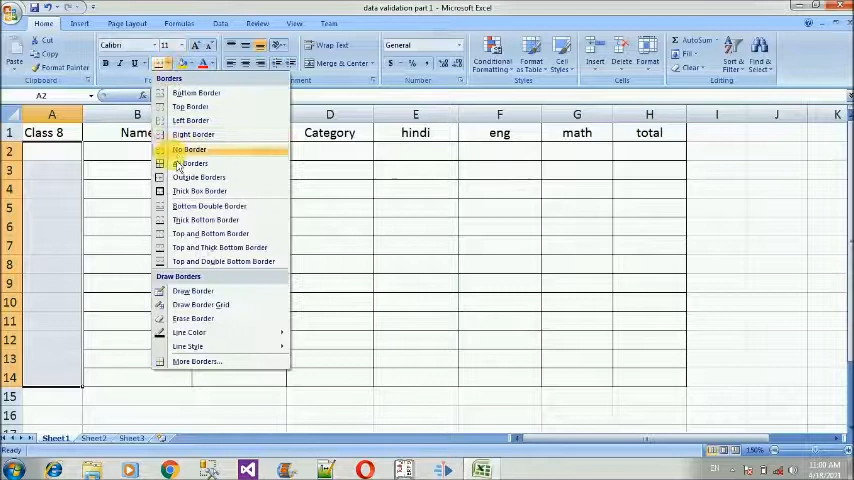 data validation part 1 - Microsoft Excel
Home Insert Page Layout Formulas Data Review View Team
Cut
Copy
Format Painter
Paste
Calibri 11
B I U
Wrap Text
General
Number
Conditional Formatting
Format as Table
Cell Styles
Insert Delete Format
Cells
AutoSum
Fill
Clear
Sort & Filter
Find & Select
Editing
A2
Borders
Bottom Border
Top Border
Left Border
Right Border
No Border
Borders
Outside Borders
Thick Box Border
Bottom Double Border
Thick Bottom Border
Top and Bottom Border
Top and Thick Bottom Border
Top and Double Bottom Border
Draw Borders
Draw Border
Draw Border Grid
Erase Border
Line Color
Line Style
More Borders...
A B D E F G H I J K
1 Class 8 Name Category hindi eng math total
2
3
4
5
6
7
8
9
10
11
12
13
14
15
16
Sheet1 Sheet2 Sheet3
Ready 150%
EN 11:00 AM
4/18/2021